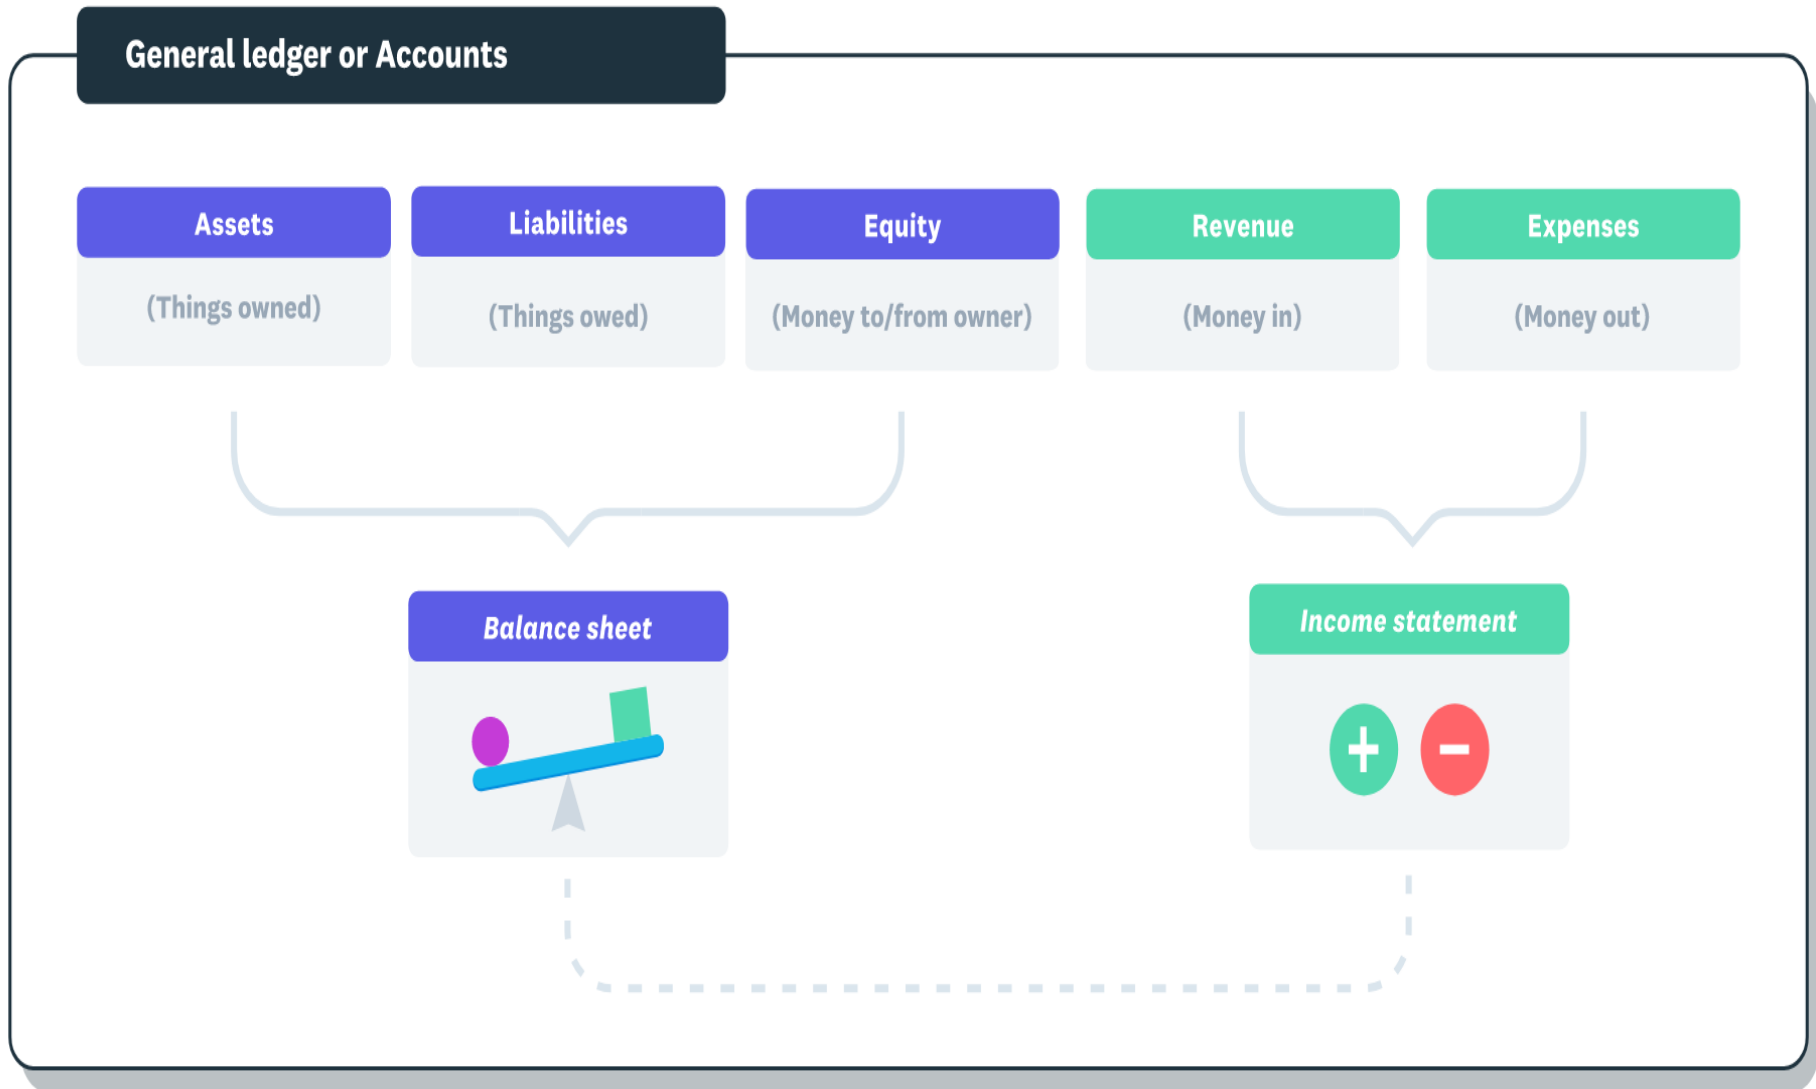 General ledger or Accounts
Assets
Liabilities
Equity
Revenue
Expenses
(Things owned)
(Things owed)
(Money to/from owner)
(Money in)
(Money out)
Balance sheet
Income statement